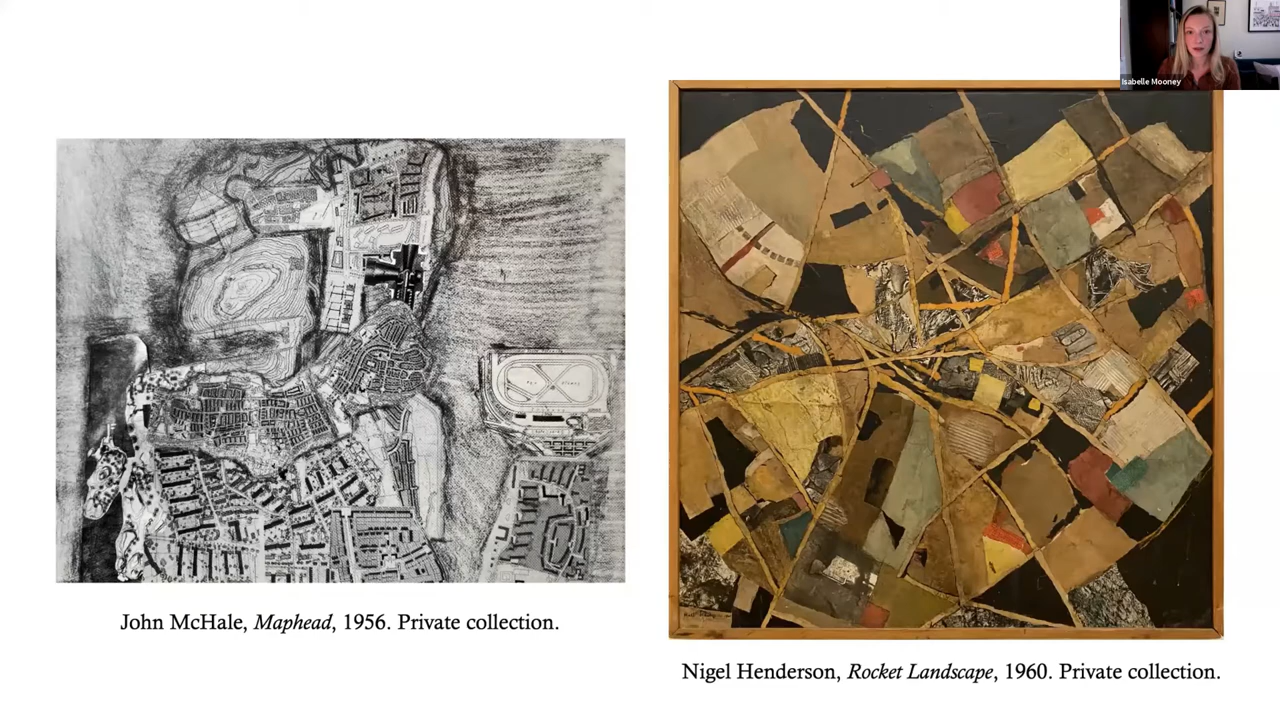 Isabelle Mooney
John McHale, Maphead, 1956. Private collection.
Nigel Henderson, Rocket Landscape, 1960. Private collection.